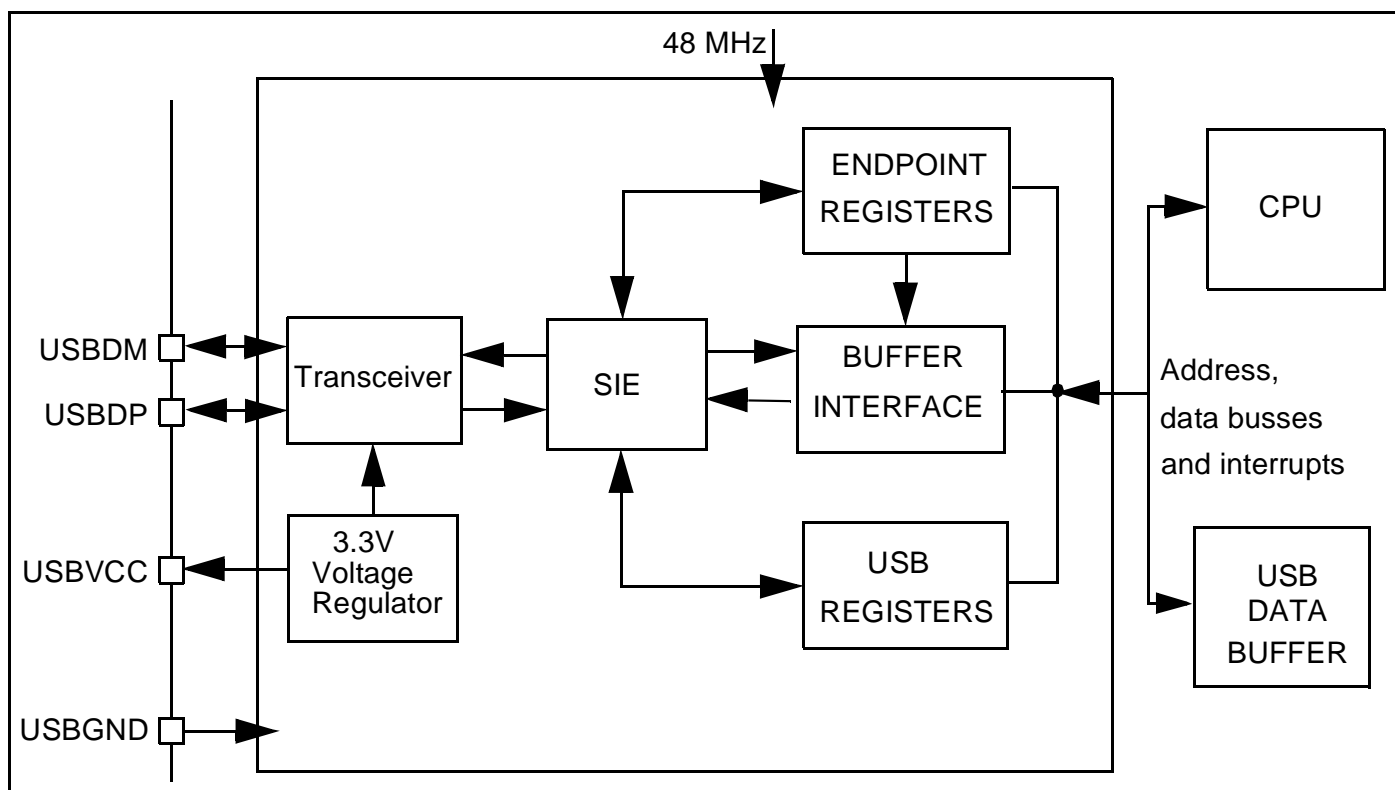 48 MHz
ENDPOINT
REGISTERS
CPU
USBDM
USBDP
Transceiver
SIE
BUFFER
INTERFACE
Address,
data busses
and interrupts
USBVCC
3.3V
Voltage
Regulator
USB
REGISTERS
USB
DATA
BUFFER
USBGND